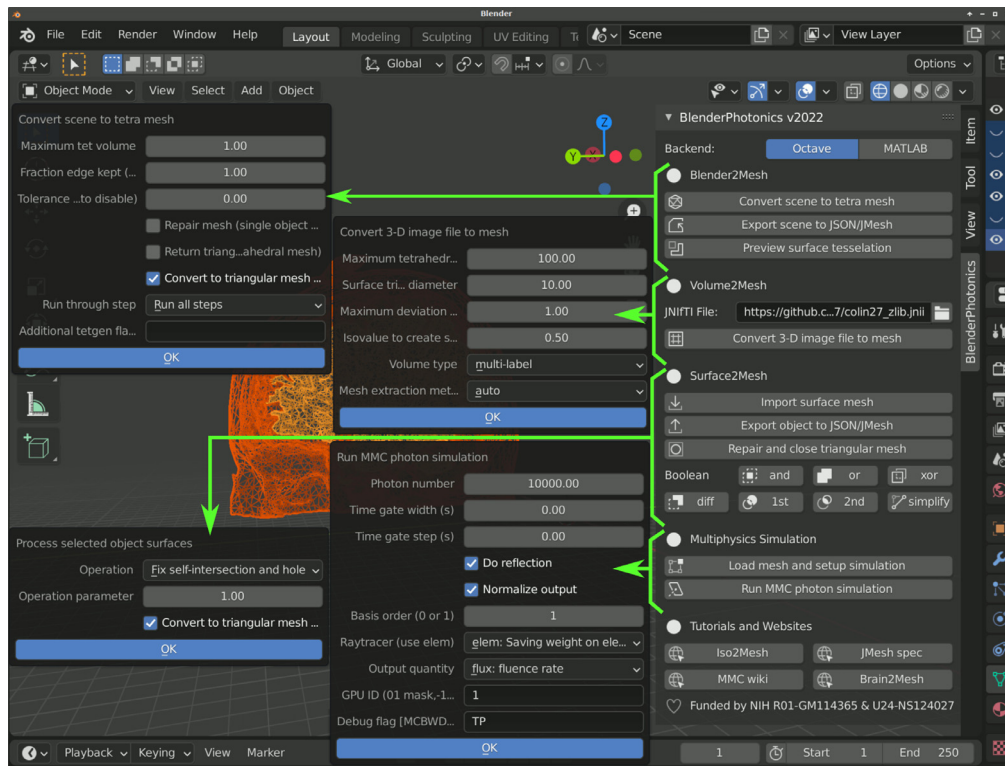 Blender
File Edit Render Window Help Layout Modeling Sculpting UV Editing Scene View Layer
Global Options
Object Mode View Select Add Object
Convert scene to tetra mesh
Maximum tet volume 1.00
Fraction edge kept (... 1.00
Tolerance ...to disable) 0.00
Repair mesh (single object ...
Return triang...ahedral mesh)
Convert to triangular mesh ...
Run through step Run all steps
Additional tetgen fla...
OK
Z
Y
X
Convert 3-D image file to mesh
Maximum tetrahedr... 100.00
Surface tri... diameter 10.00
Maximum deviation ... 1.00
Isovalue to create s... 0.50
Volume type multi-label
Mesh extraction met... auto
OK
Process selected object surfaces
Operation Fix self-intersection and hole
Operation parameter 1.00
Convert to triangular mesh ...
OK
Run MMC photon simulation
Photon number 10000.00
Time gate width (s) 0.00
Time gate step (s) 0.00
Do reflection
Normalize output
Basis order (0 or 1) 1
Raytracer (use elem) elem: Saving weight on ele...
Output quantity flux: fluence rate
GPU ID (01 mask,-1... 1
Debug flag [MCBWD... TP
OK
BlenderPhotonics v2022
Backend: Octave MATLAB
Blender2Mesh
Convert scene to tetra mesh
Export scene to JSON/JMesh
Preview surface tesselation
Volume2Mesh
JNIfTI File: https://github.c...7/colin27_zlib.jnii
Convert 3-D image file to mesh
Surface2Mesh
Import surface mesh
Export object to JSON/JMesh
Repair and close triangular mesh
Boolean and or xor
diff 1st 2nd simplify
Multiphysics Simulation
Load mesh and setup simulation
Run MMC photon simulation
Tutorials and Websites
Iso2Mesh JMesh spec
MMC wiki Brain2Mesh
Funded by NIH R01-GM114365 & U24-NS124027
Item
Tool
View
BlenderPhotonics
Playback Keying View Marker 1 Start 1 End 250